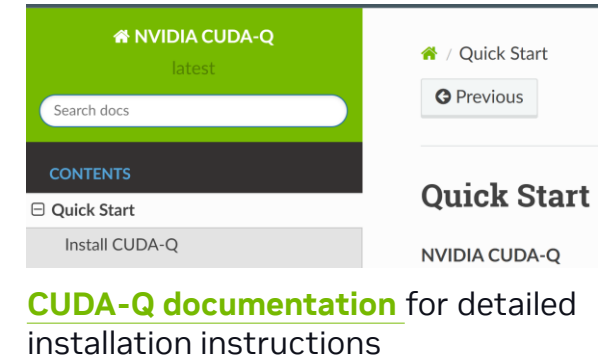 NVIDIA CUDA-Q
latest
Search docs
CONTENTS
Quick Start
Install CUDA-Q
/ Quick Start
Previous
Quick Start
NVIDIA CUDA-Q
CUDA-Q documentation for detailed
installation instructions